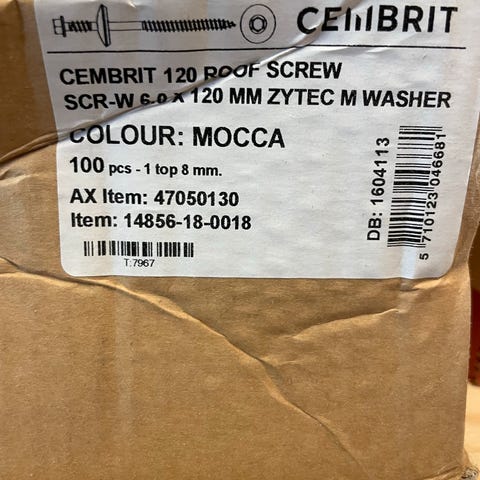 CEMBRIT
CEMBRIT 120 ROOF SCREW
SCR-W 6.0 X 120 MM ZYTEC M WASHER
COLOUR: MOCCA
100 pcs - 1 top 8 mm.
AX Item: 47050130
Item: 14856-18-0018
T:7967
DB: 1604113
5 710123 046681